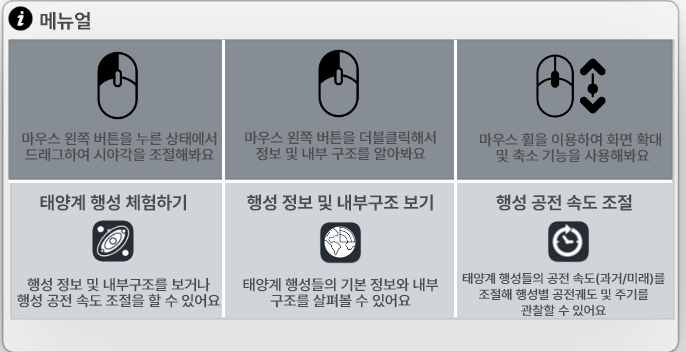 메뉴얼
마우스 왼쪽 버튼을 누른 상태에서
드래그하여 시야각을 조절해봐요
마우스 왼쪽 버튼을 더블클릭해서
정보 및 내부 구조를 알아봐요
마우스 휠을 이용하여 화면 확대
및 축소 기능을 사용해봐요
태양계 행성 체험하기
행성 정보 및 내부구조를 보거나
행성 공전 속도 조절을 할 수 있어요
행성 정보 및 내부구조 보기
태양계 행성들의 기본 정보와 내부
구조를 살펴볼 수 있어요
행성 공전 속도 조절
태양계 행성들의 공전 속도(과거/미래)를
조절해 행성별 공전궤도 및 주기를
관찰할 수 있어요